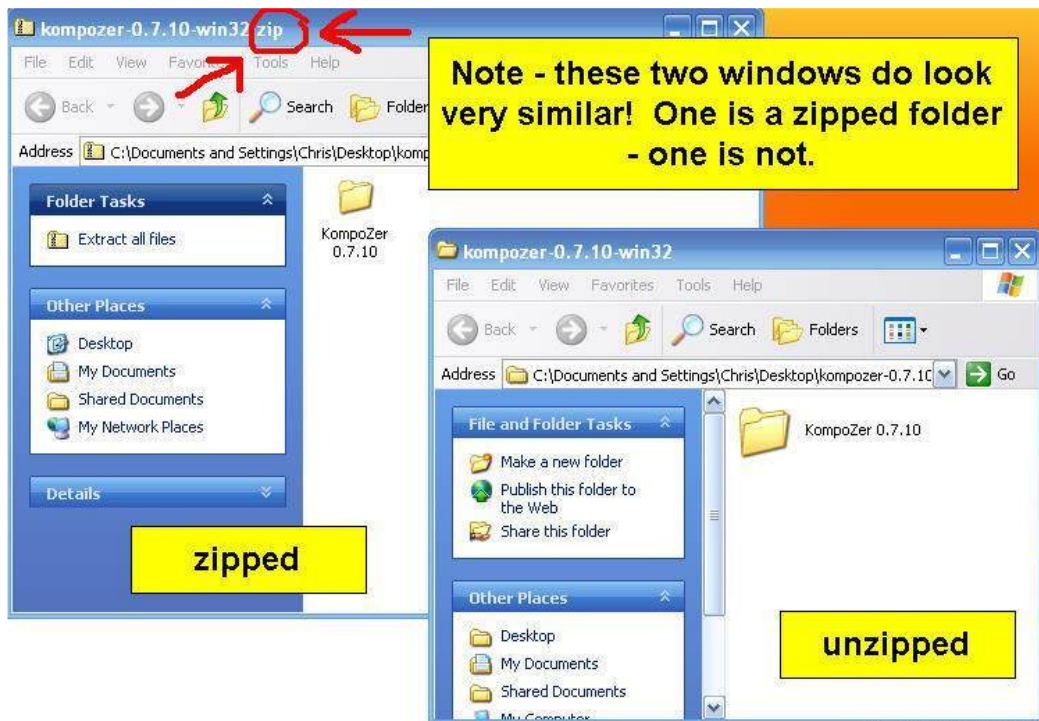 kompozer-0.7.10-win32.zip
File Edit View Favorites Tools Help
Back Search Folder
Address C:\Documents and Settings\Chris\Desktop\komp
Note - these two windows do look
very similar! One is a zipped folder
- one is not.
Folder Tasks
Extract all files
Other Places
Desktop
My Documents
Shared Documents
My Network Places
Details
KompoZer
0.7.10
zipped
kompozer-0.7.10-win32
File Edit View Favorites Tools Help
Back Search Folders
Address C:\Documents and Settings\Chris\Desktop\kompozer-0.7.10 Go
File and Folder Tasks
Make a new folder
Publish this folder to
the Web
Share this folder
Other Places
Desktop
My Documents
Shared Documents
My Computer
KompoZer 0.7.10
unzipped